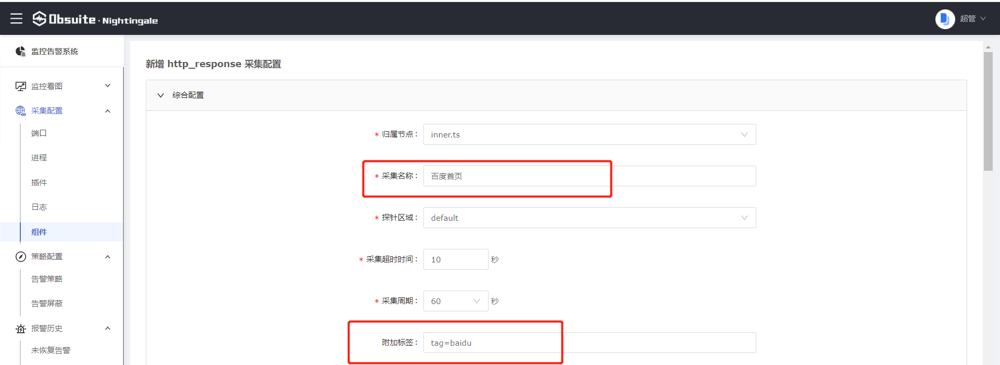 Obsuite · Nightingale
超管
监控告警系统
监控看图
采集配置
端口
进程
插件
日志
组件
策略配置
告警策略
告警屏蔽
报警历史
未恢复告警
新增 http_response 采集配置
综合配置
* 归属节点 : inner.ts
* 采集名称 : 百度首页
* 探针区域 : default
* 采集超时时间 : 10 秒
* 采集周期 : 60 秒
附加标签 : tag=baidu